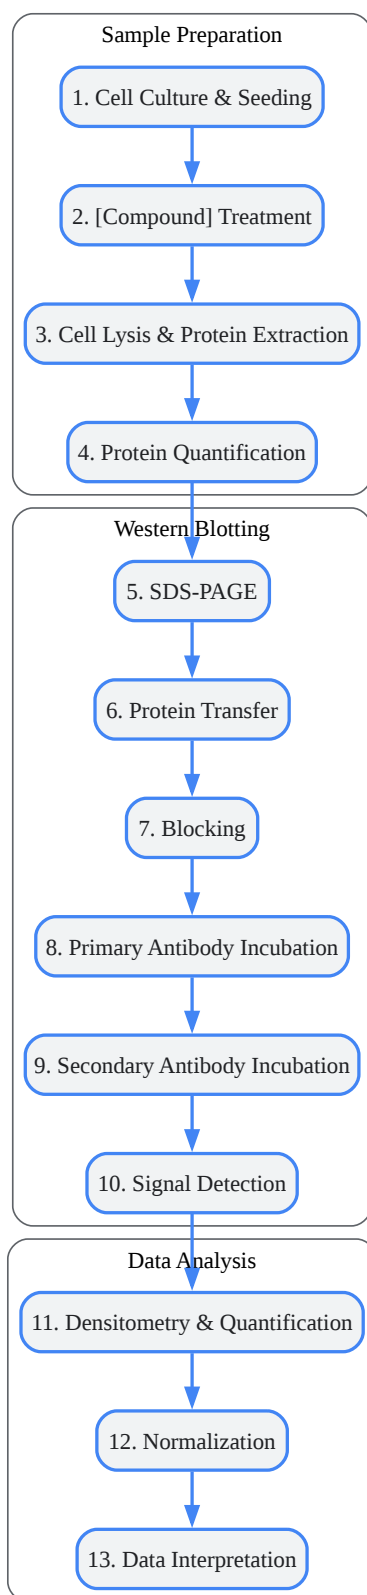 Sample Preparation
1. Cell Culture & Seeding
2. [Compound] Treatment
3. Cell Lysis & Protein Extraction
4. Protein Quantification
Western Blotting
5. SDS-PAGE
6. Protein Transfer
7. Blocking
8. Primary Antibody Incubation
9. Secondary Antibody Incubation
10. Signal Detection
Data Analysis
11. Densitometry & Quantification
12. Normalization
13. Data Interpretation